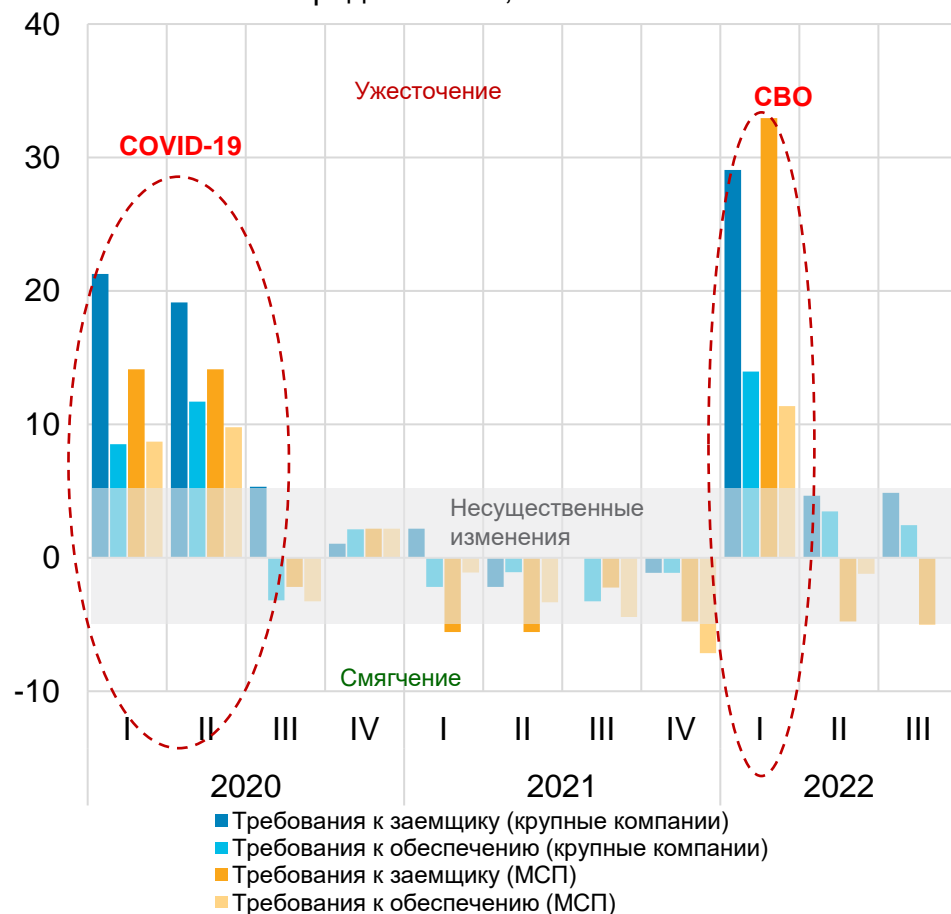 40
Ужесточение
СВО
COVID-19
30
20
10
Несущественные
изменения
0
Смягчение
-10
I II III IV I II III IV I II III
2020 2021 2022
Требования к заемщику (крупные компании)
Требования к обеспечению (крупные компании)
Требования к заемщику (МСП)
Требования к обеспечению (МСП)